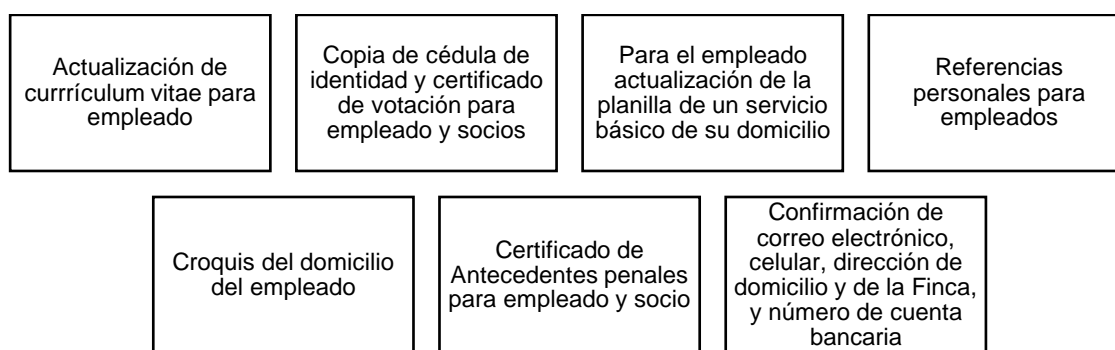 Actualización de
currrículum vitae para
empleado
Copia de cédula de
identidad y certificado
de votación para
empleado y socios
Para el empleado
actualización de la
planilla de un servicio
básico de su domicilio
Referencias
personales para
empleados
Croquis del domicilio
del empleado
Certificado de
Antecedentes penales
para empleado y socio
Confirmación de
correo electrónico,
celular, dirección de
domicilio y de la Finca,
y número de cuenta
bancaria